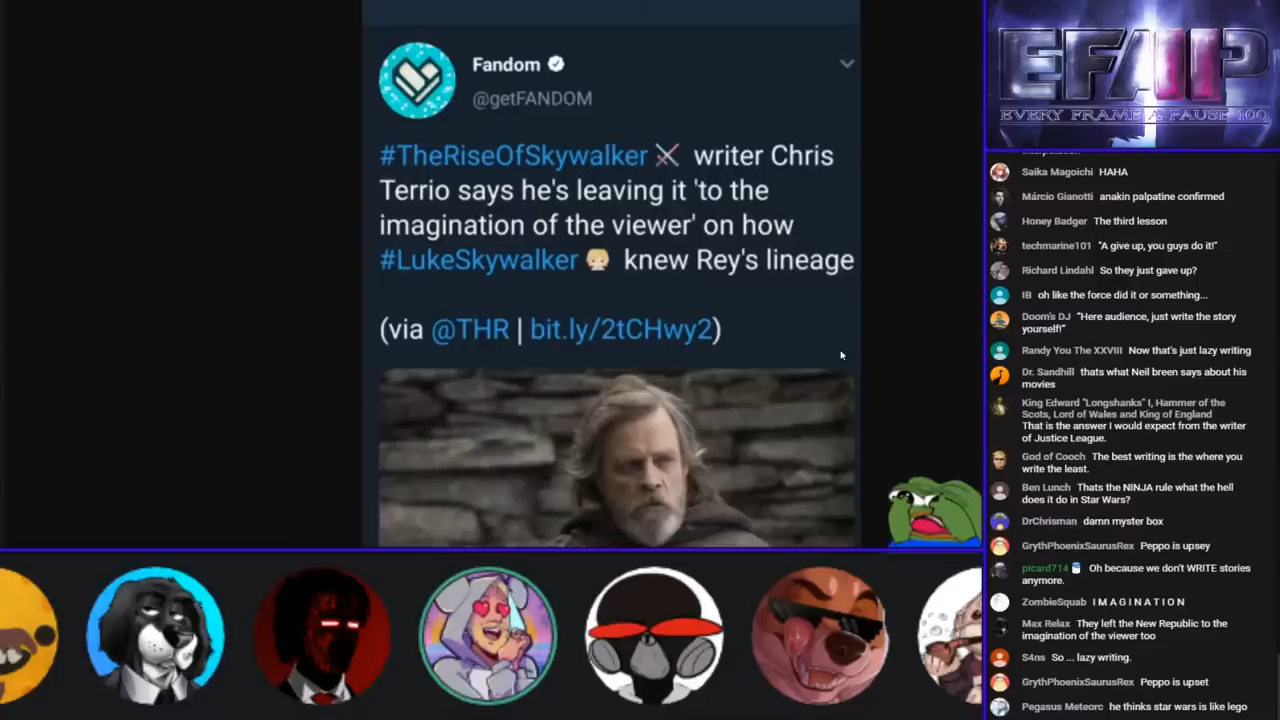 Fandom
@getFANDOM
#TheRiseOfSkywalker writer Chris
Terrio says he's leaving it 'to the
imagination of the viewer' on how
#LukeSkywalker knew Rey's lineage
(via @THR | bit.ly/2tCHwy2)
EFAP
EVERY FRAME A PAUSE 100
Saika Magoichi HAHA
Márcio Gianotti anakin palpatine confirmed
Honey Badger The third lesson
techmarine101 "A give up, you guys do it!"
Richard Lindahl So they just gave up?
IB oh like the force did it or something...
Doom's DJ "Here audience, just write the story
yourself!"
Randy You The XXVIII Now that's just lazy writing
Dr. Sandhill thats what Neil breen says about his
movies
King Edward "Longshanks" I, Hammer of the
Scots, Lord of Wales and King of England
That is the answer I would expect from the writer
of Justice League.
God of Cooch The best writing is the where you
write the least.
Ben Lunch Thats the NINJA rule what the hell
does it do in Star Wars?
DrChrisman damn myster box
GrythPhoenixSaurusRex Peppo is upsey
picard714 Oh because we don't WRITE stories
anymore.
ZombieSquab I M A G I N A T I O N
Max Relax They left the New Republic to the
imagination of the viewer too
S4ns So ... lazy writing.
GrythPhoenixSaurusRex Peppo is upset
Pegasus Meteorc he thinks star wars is like lego